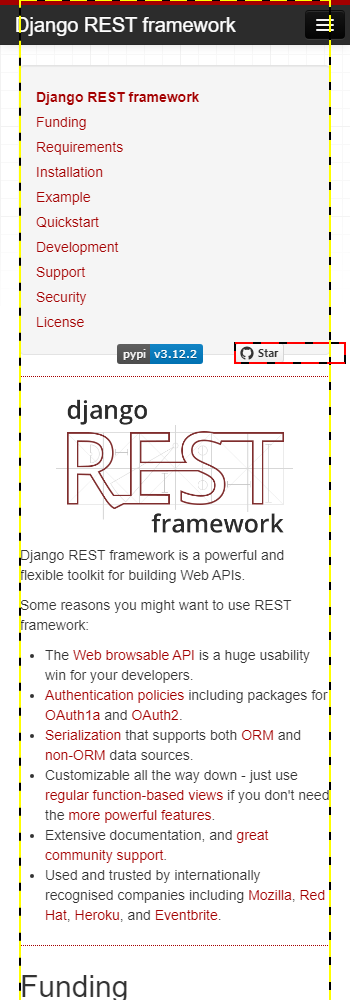 Django REST framework
Django REST framework
Funding
Requirements
Installation
Example
Quickstart
Development
Support
Security
License
pypi v3.12.2
Star
django
REST
framework
Django REST framework is a powerful and
flexible toolkit for building Web APIs.
Some reasons you might want to use REST
framework:
• The Web browsable API is a huge usability
win for your developers.
• Authentication policies including packages for
OAuth1a and OAuth2.
• Serialization that supports both ORM and
non-ORM data sources.
• Customizable all the way down - just use
regular function-based views if you don't need
the more powerful features.
• Extensive documentation, and great
community support.
• Used and trusted by internationally
recognised companies including Mozilla, Red
Hat, Heroku, and Eventbrite.
Funding